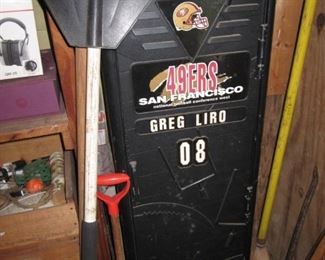 49ERS
SAN FRANCISCO
national football conference west
GREG LIRO
08